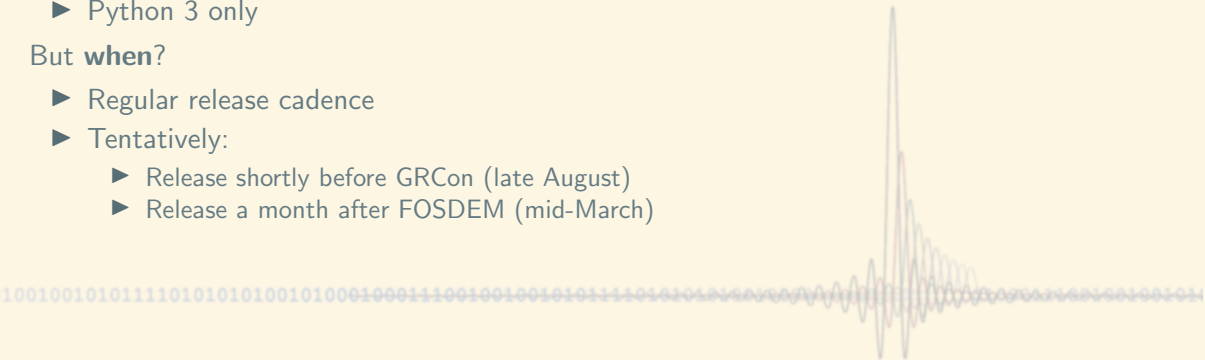 ▶ Python 3 only
But when?
▶ Regular release cadence
▶ Tentatively:
▶ Release shortly before GRCon (late August)
▶ Release a month after FOSDEM (mid-March)